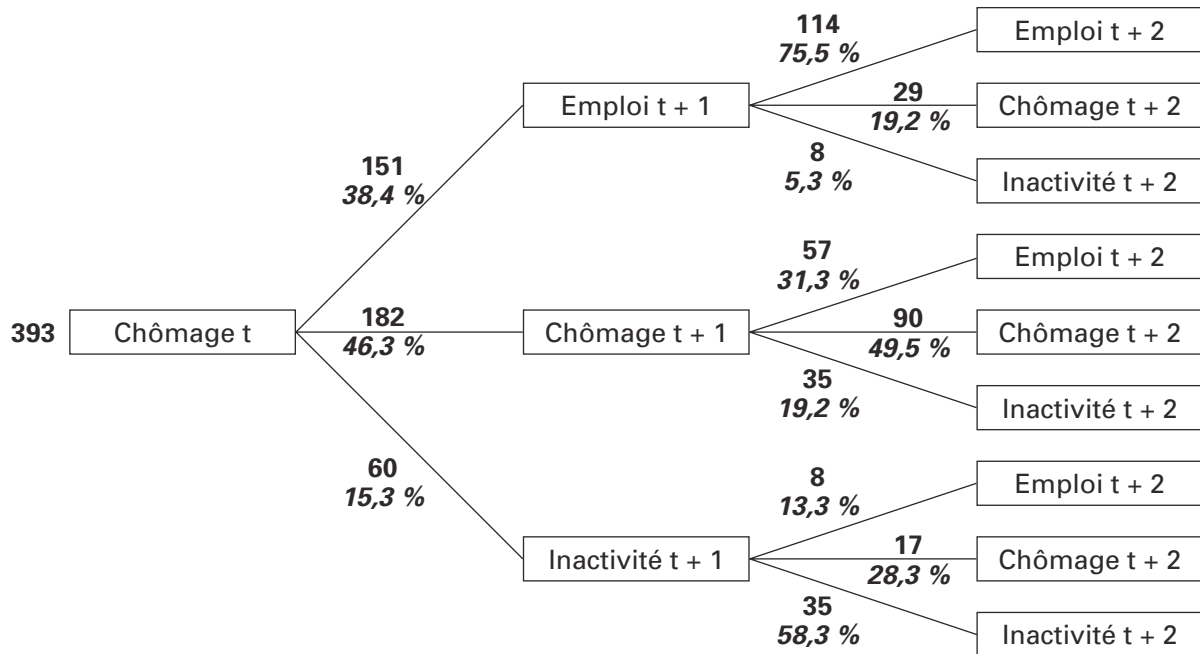 114
75,5 %
Emploi t + 2
Emploi t + 1
29
19,2 %
Chômage t + 2
8
5,3 %
Inactivité t + 2
151
38,4 %
57
31,3 %
Emploi t + 2
393
Chômage t
182
46,3 %
Chômage t + 1
90
49,5 %
Chômage t + 2
35
19,2 %
Inactivité t + 2
60
15,3 %
8
13,3 %
Emploi t + 2
Inactivité t + 1
17
28,3 %
Chômage t + 2
35
58,3 %
Inactivité t + 2